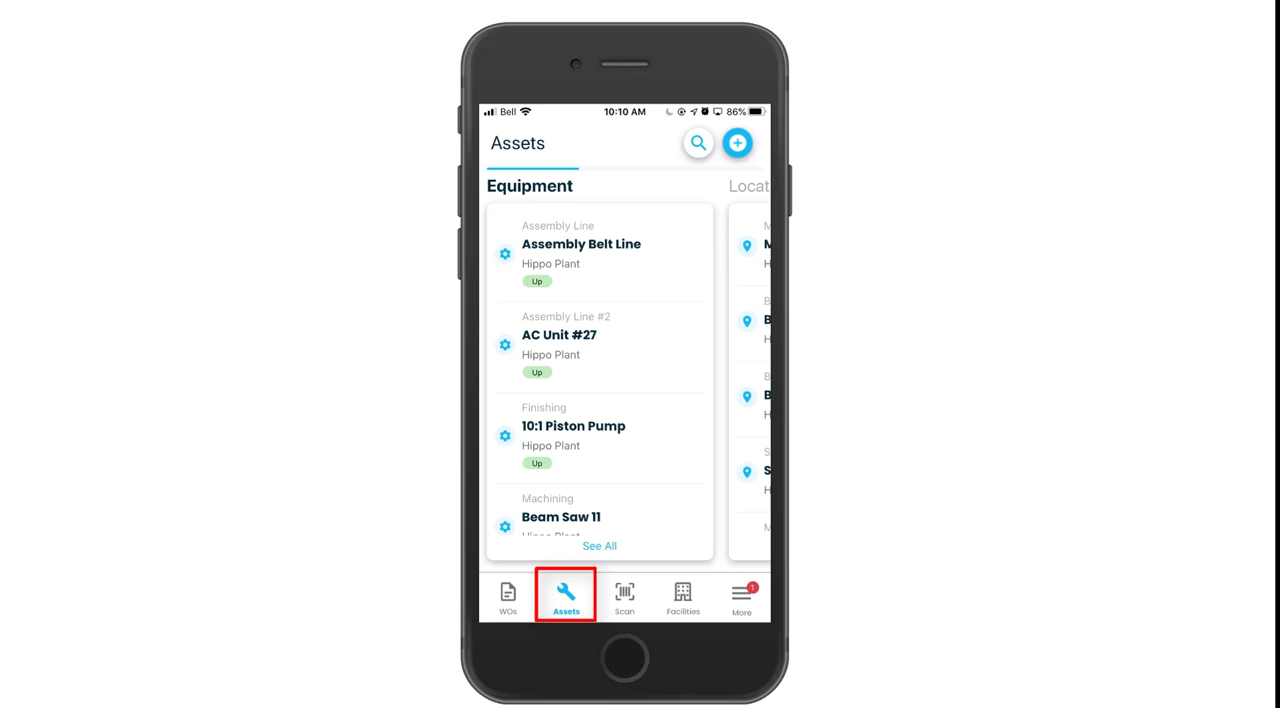 Bell 10:10 AM 86%
Assets
Equipment
Locat
Assembly Line
Assembly Belt Line
Hippo Plant
Up
Assembly Line #2
AC Unit #27
Hippo Plant
Up
Finishing
10:1 Piston Pump
Hippo Plant
Up
Machining
Beam Saw 11
Hippo Plant
See All
M
M
H
B
B
H
B
B
H
S
S
H
M
WOs Assets Scan Facilities More
1